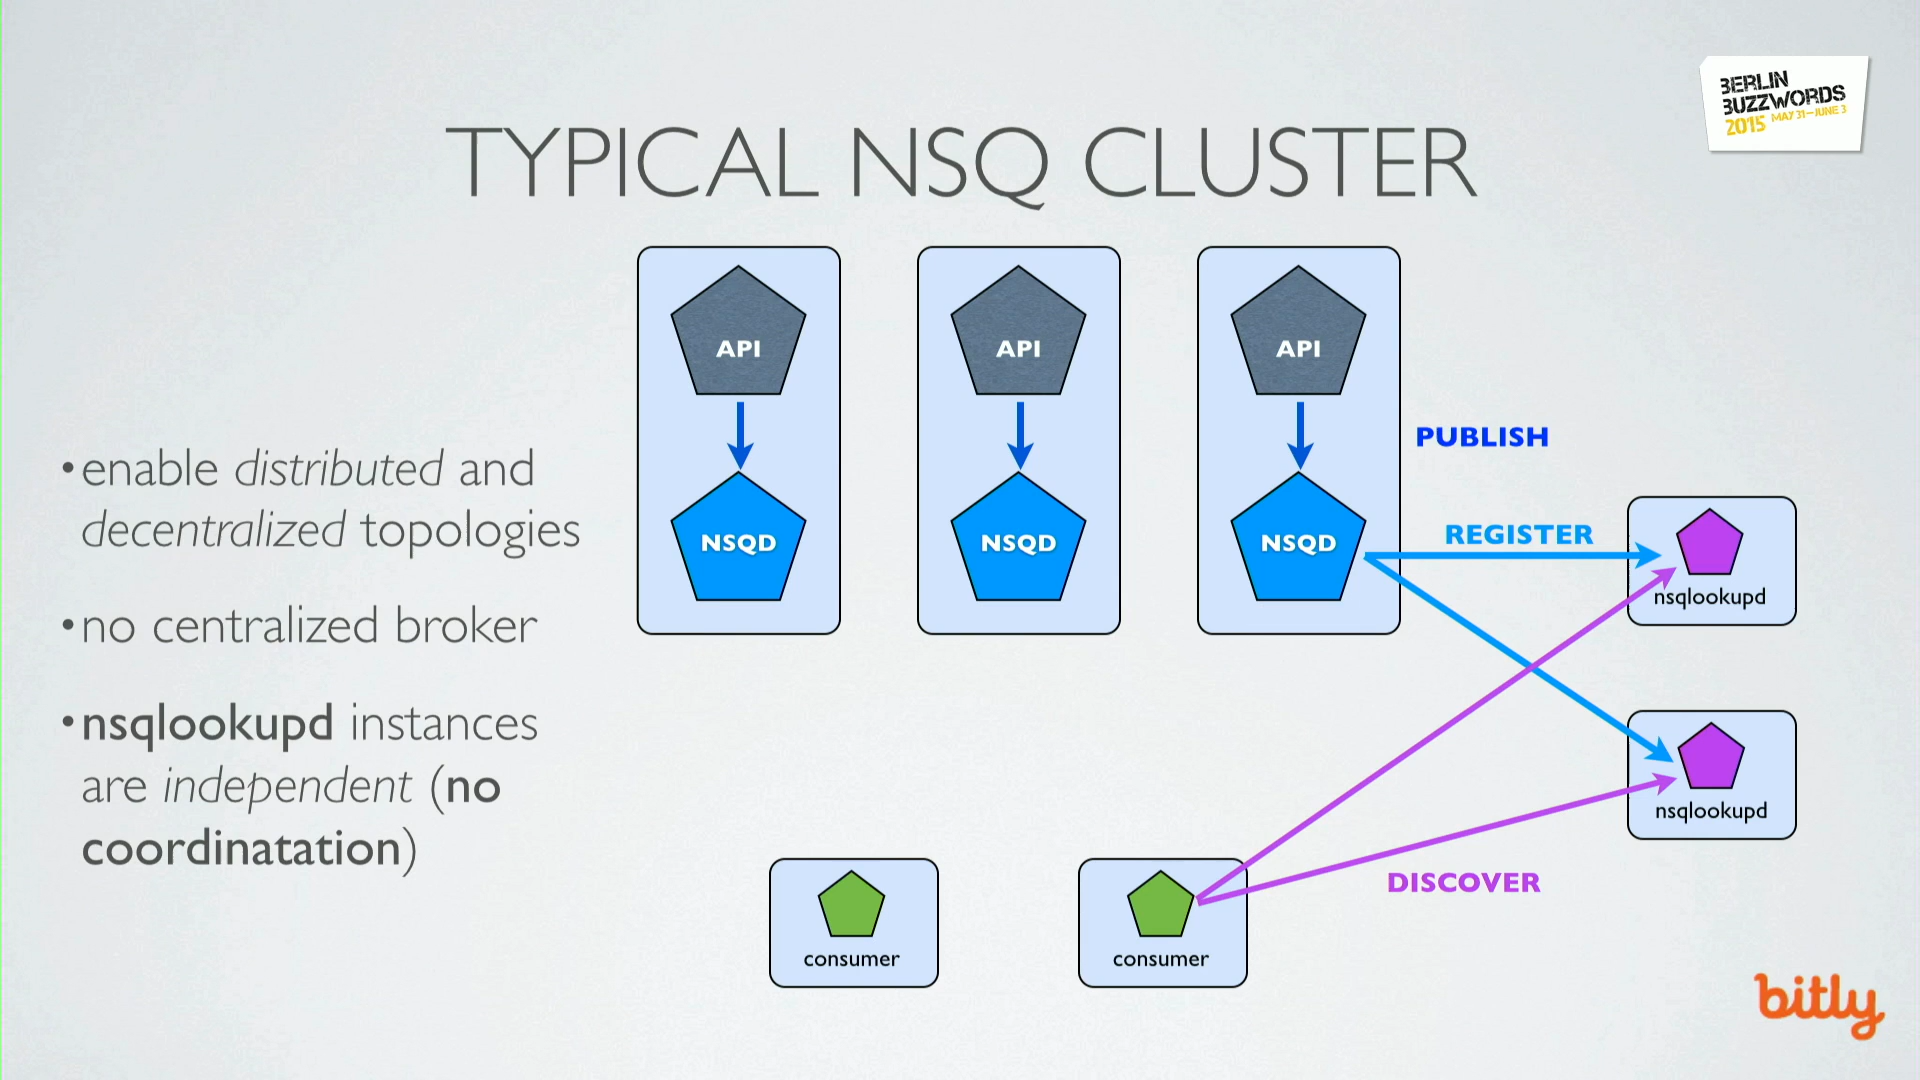 BERLIN
BUZZWORDS
2015 MAY 31-JUNE 3
TYPICAL NSQ CLUSTER
•enable distributed and
decentralized topologies
•no centralized broker
•nsqlookupd instances
are independent (no
coordinatation)
API
API
API
PUBLISH
NSQD
NSQD
NSQD
REGISTER
nsqlookupd
nsqlookupd
DISCOVER
consumer
consumer
bitly